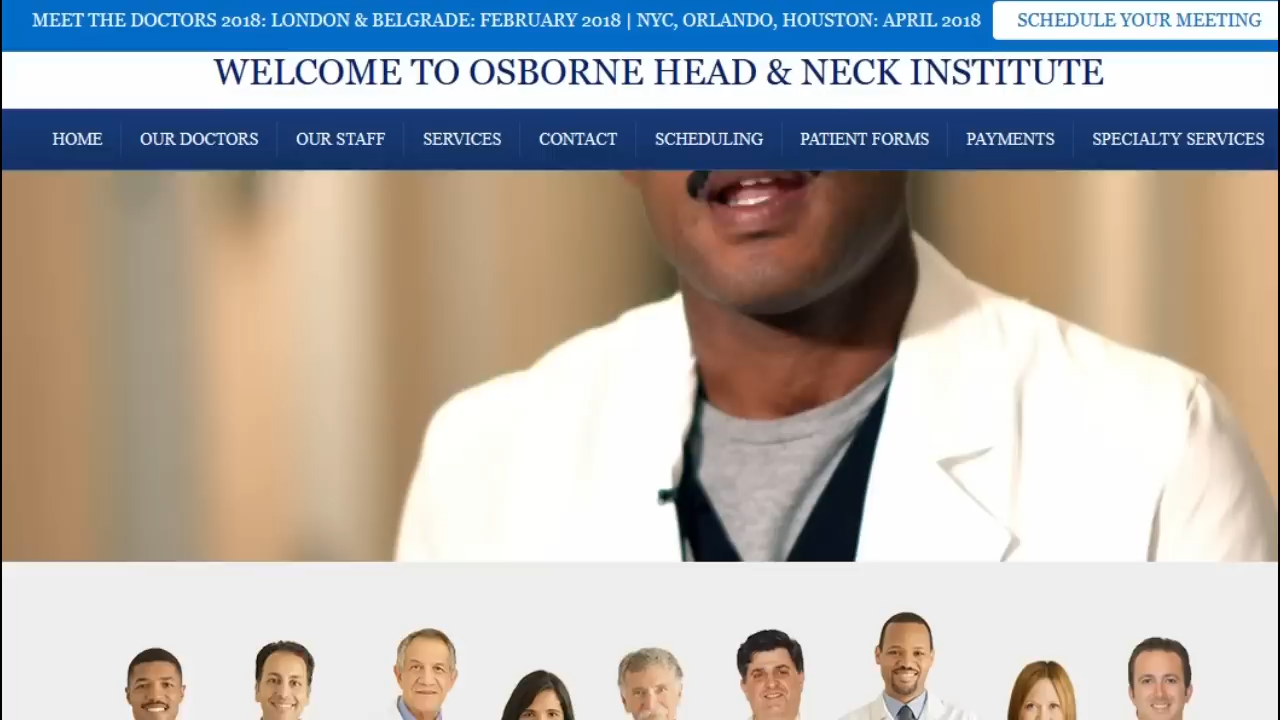 MEET THE DOCTORS 2018: LONDON & BELGRADE: FEBRUARY 2018 | NYC, ORLANDO, HOUSTON: APRIL 2018 SCHEDULE YOUR MEETING
WELCOME TO OSBORNE HEAD & NECK INSTITUTE
HOME OUR DOCTORS OUR STAFF SERVICES CONTACT SCHEDULING PATIENT FORMS PAYMENTS SPECIALTY SERVICES